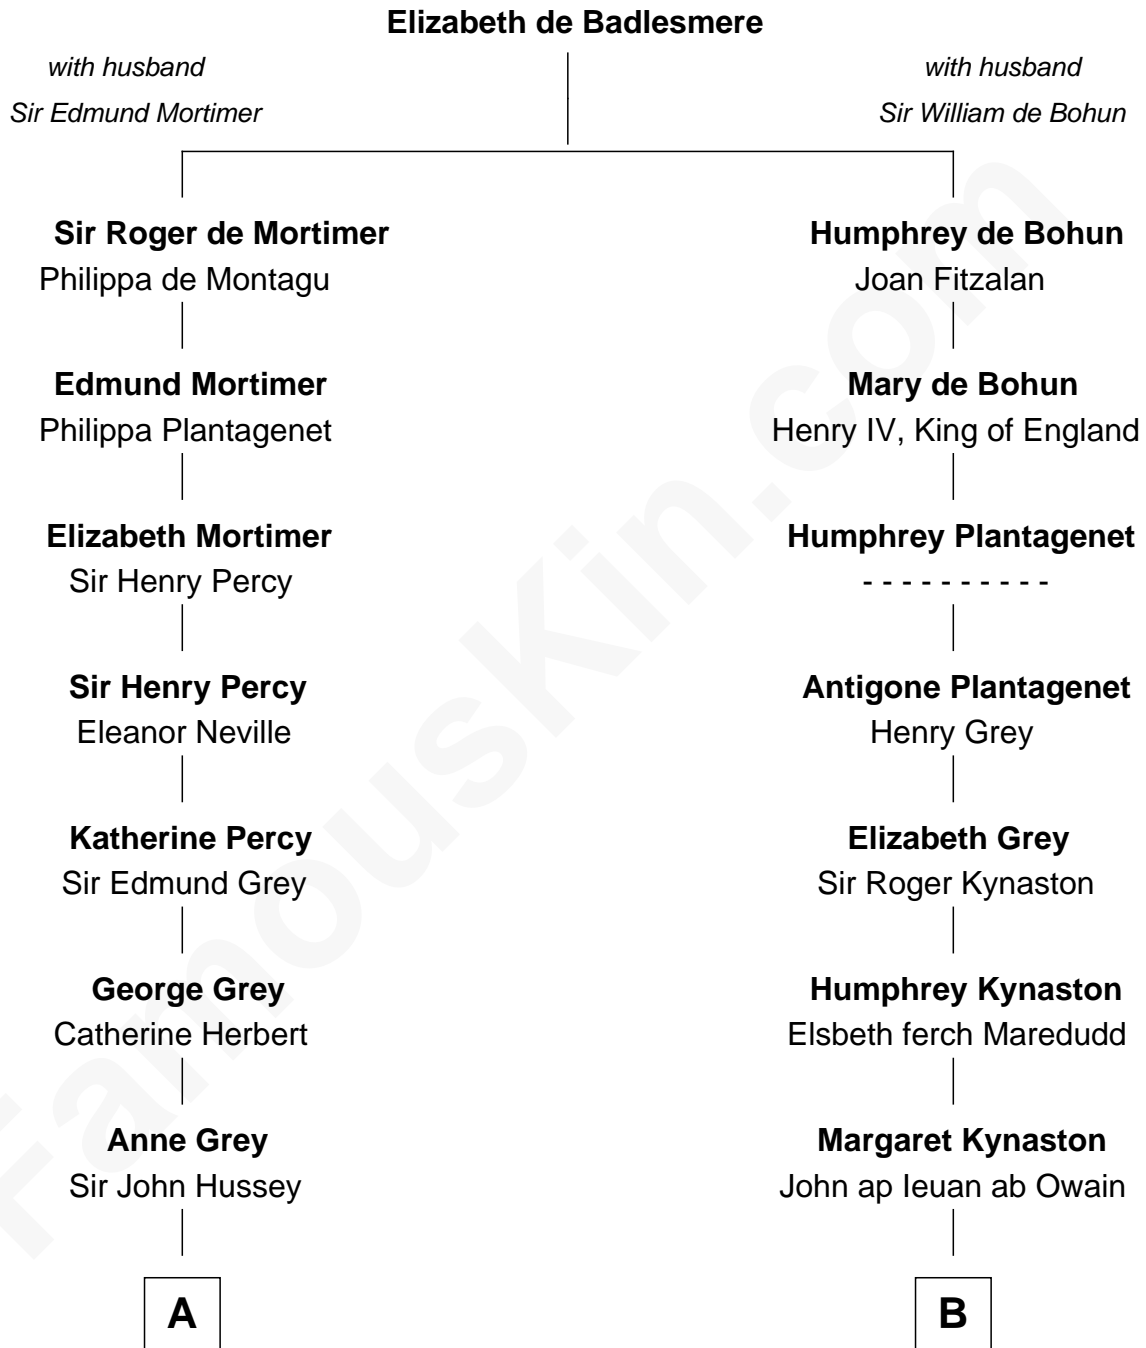 Elizabeth de Badlesmere
with husband
Sir Edmund Mortimer
with husband
Sir William de Bohun
Sir Roger de Mortimer
Philippa de Montagu
Humphrey de Bohun
Joan Fitzalan
Edmund Mortimer
Philippa Plantagenet
Mary de Bohun
Henry IV, King of England
Elizabeth Mortimer
Sir Henry Percy
Humphrey Plantagenet
- - - - - - - - - -
Sir Henry Percy
Eleanor Neville
Antigone Plantagenet
Henry Grey
Katherine Percy
Sir Edmund Grey
Elizabeth Grey
Sir Roger Kynaston
George Grey
Catherine Herbert
Humphrey Kynaston
Elsbeth ferch Maredudd
Anne Grey
Sir John Hussey
Margaret Kynaston
John ap Ieuan ab Owain
A
B
FamousKin.com